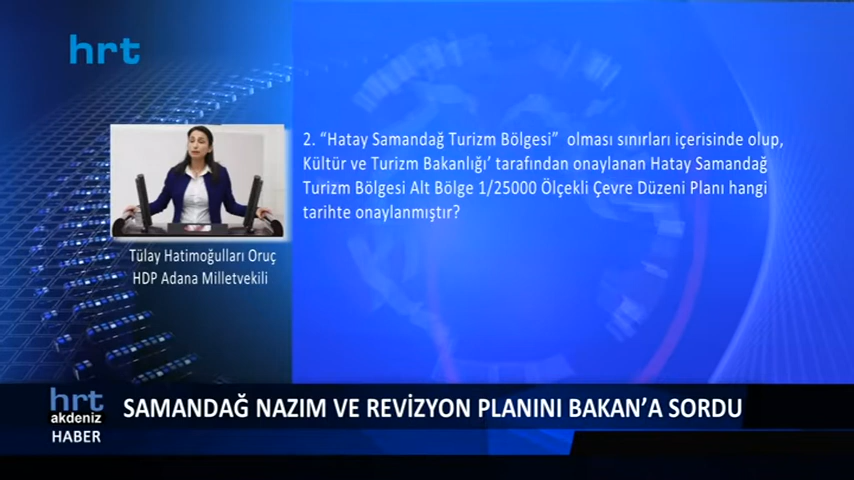 hrt
2. “Hatay Samandağ Turizm Bölgesi” olması sınırları içerisinde olup,
Kültür ve Turizm Bakanlığı’ tarafından onaylanan Hatay Samandağ
Turizm Bölgesi Alt Bölge 1/25000 Ölçekli Çevre Düzeni Planı hangi
tarihte onaylanmıştır?
Tülay Hatimoğulları Oruç
HDP Adana Milletvekili
hrt
akdeniz
HABER
SAMANDAĞ NAZIM VE REVİZYON PLANINI BAKAN’A SORDU